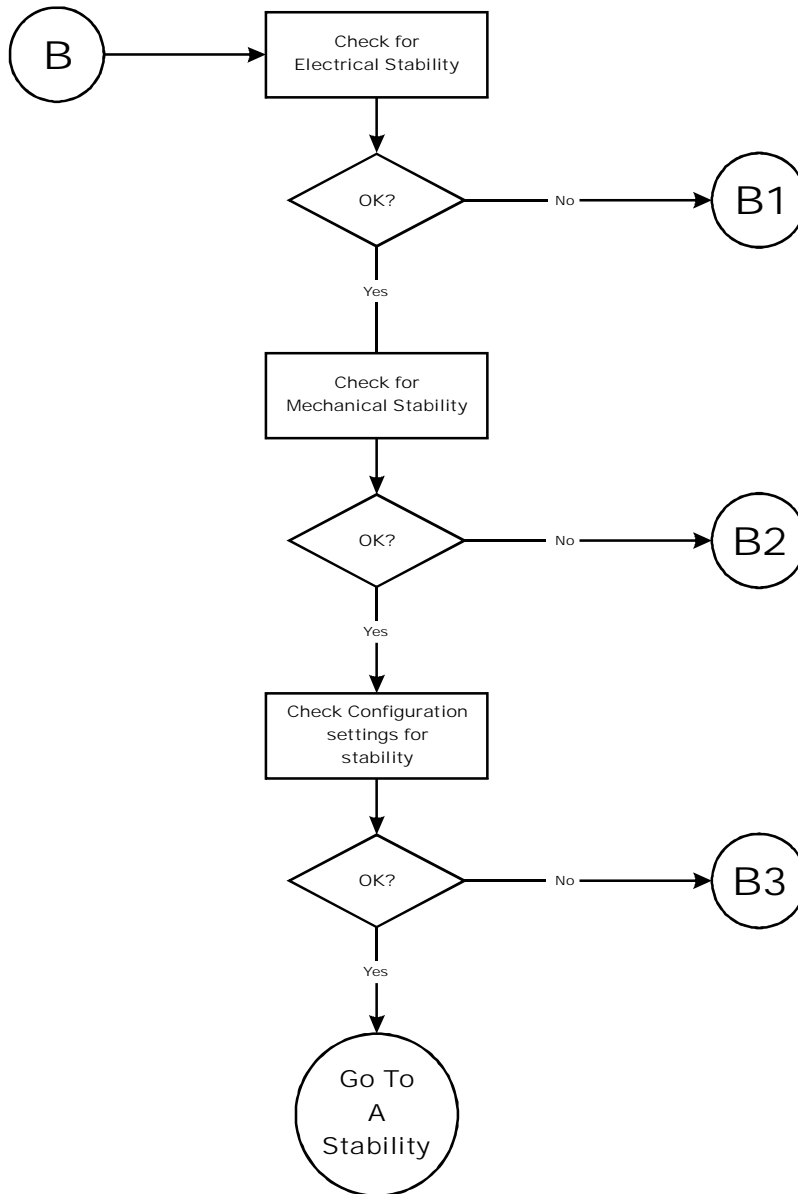 B
Check for
Electrical Stability
OK?
No
B1
Yes
Check for
Mechanical Stability
OK?
No
B2
Yes
Check Configuration
settings for
stability
OK?
No
B3
Yes
Go To
A
Stability